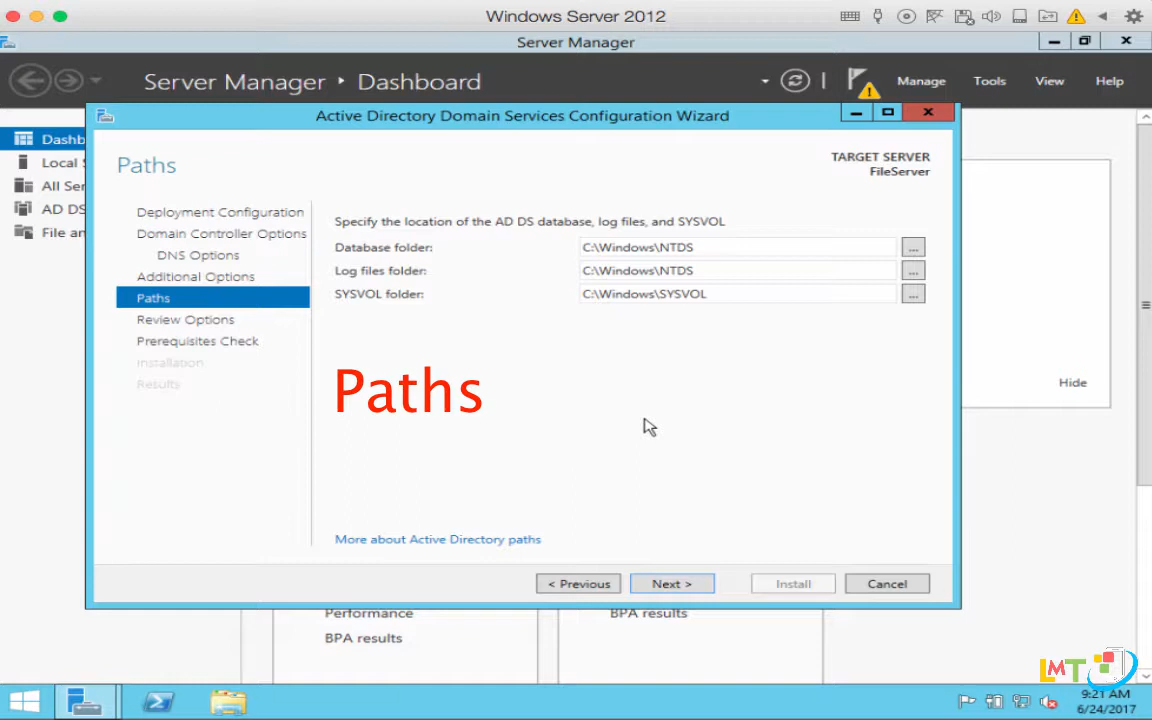 Windows Server 2012
Server Manager
Server Manager ‣ Dashboard
Manage Tools View Help
Active Directory Domain Services Configuration Wizard
Dashb
Local S
All Ser
AD DS
File an
Paths
TARGET SERVER
FileServer
Deployment Configuration
Domain Controller Options
DNS Options
Additional Options
Paths
Review Options
Prerequisites Check
Installation
Results
Specify the location of the AD DS database, log files, and SYSVOL
Database folder: C:\Windows\NTDS ...
Log files folder: C:\Windows\NTDS ...
SYSVOL folder: C:\Windows\SYSVOL ...
Paths
Hide
More about Active Directory paths
< Previous Next > Install Cancel
Performance
BPA results
BPA results
LMT
9:21 AM
6/24/2017